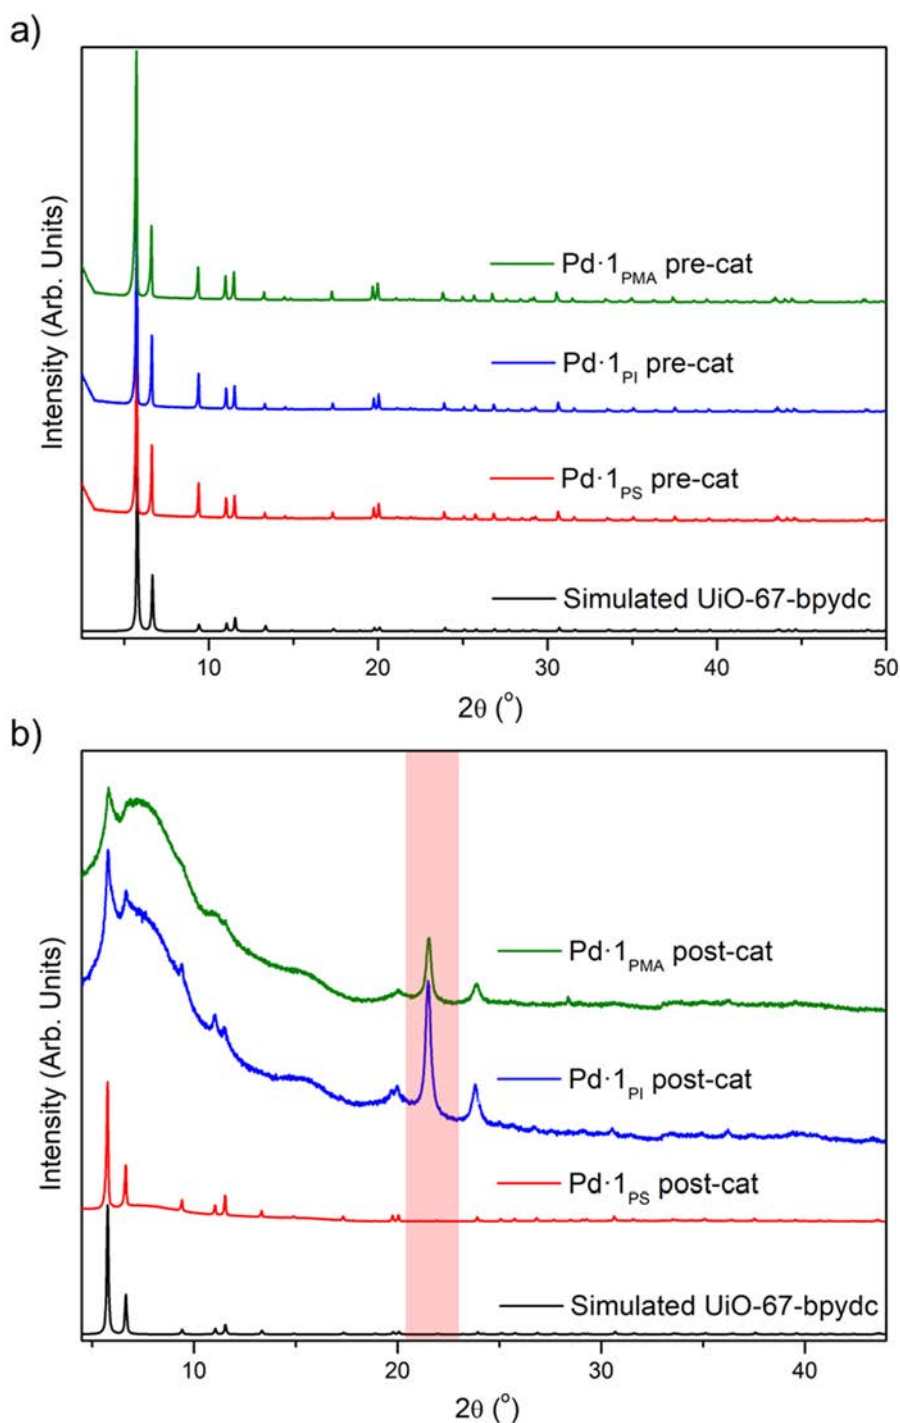 a)
Intensity (Arb. Units)
Pd·1PMA pre-cat
Pd·1PI pre-cat
Pd·1PS pre-cat
Simulated UiO-67-bpydc
10 20 30 40 50
2θ (°)
b)
Intensity (Arb. Units)
Pd·1PMA post-cat
Pd·1PI post-cat
Pd·1PS post-cat
Simulated UiO-67-bpydc
10 20 30 40
2θ (°)